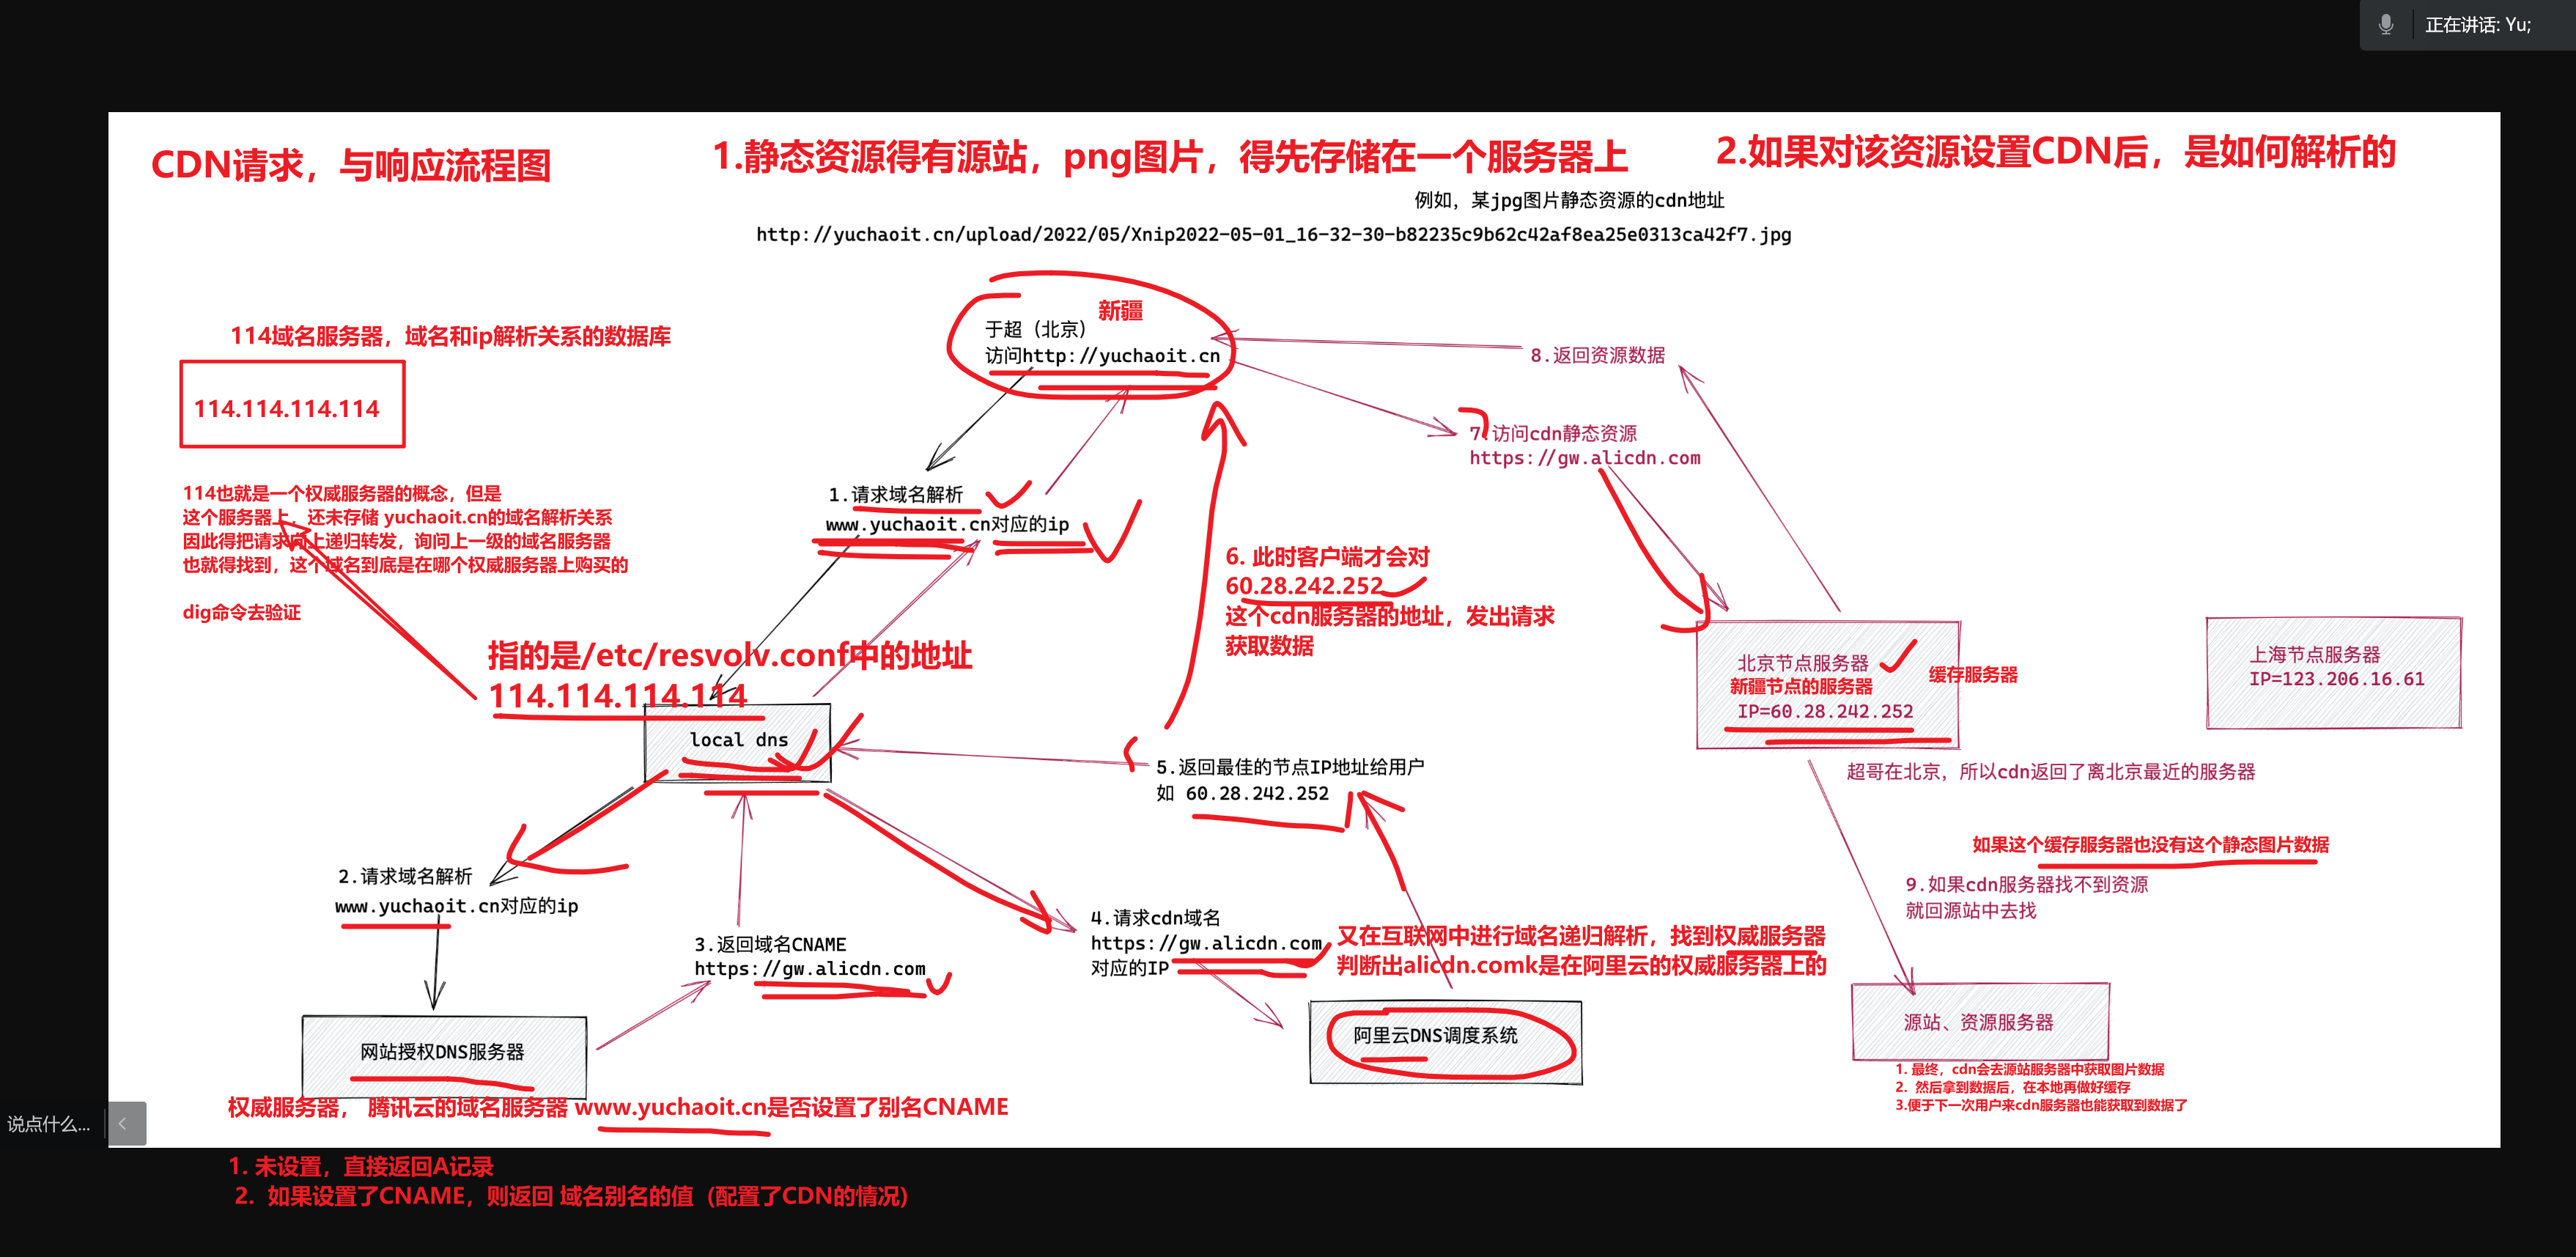 正在讲话: Yu;
CDN请求，与响应流程图
1.静态资源得有源站，png图片，得先存储在一个服务器上
2.如果对该资源设置CDN后，是如何解析的
例如，某jpg图片静态资源的cdn地址
http://yuchaoit.cn/upload/2022/05/Xnip2022-05-01_16-32-30-b82235c9b62c42af8ea25e0313ca42f7.jpg
新疆
于超（北京）
访问http://yuchaoit.cn
114域名服务器，域名和ip解析关系的数据库
114.114.114.114
8.返回资源数据
7.访问cdn静态资源
https://gw.alicdn.com
114也就是一个权威服务器的概念，但是
这个服务器上，还未存储 yuchaoit.cn的域名解析关系
因此得把请求向上递归转发，询问上一级的域名服务器
也就得找到，这个域名到底是在哪个权威服务器上购买的
dig命令去验证
1.请求域名解析
www.yuchaoit.cn对应的ip
6. 此时客户端才会对
60.28.242.252
这个cdn服务器的地址，发出请求
获取数据
指的是/etc/resvolv.conf中的地址
114.114.114.114
local dns
北京节点服务器
新疆节点的服务器
IP=60.28.242.252
缓存服务器
上海节点服务器
IP=123.206.16.61
5.返回最佳的节点IP地址给用户
如 60.28.242.252
超哥在北京，所以cdn返回了离北京最近的服务器
如果这个缓存服务器也没有这个静态图片数据
9.如果cdn服务器找不到资源
就回源站中去找
2.请求域名解析
www.yuchaoit.cn对应的ip
3.返回域名CNAME
https://gw.alicdn.com
4.请求cdn域名
https://gw.alicdn.com
对应的IP
又在互联网中进行域名递归解析，找到权威服务器
判断出alicdn.comk是在阿里云的权威服务器上的
网站授权DNS服务器
阿里云DNS调度系统
源站、资源服务器
1. 最终，cdn会去源站服务器中获取图片数据
2. 然后拿到数据后，在本地再做好缓存
3.便于下一次用户来cdn服务器也能获取到数据了
权威服务器， 腾讯云的域名服务器 www.yuchaoit.cn是否设置了别名CNAME
说点什么...
1. 未设置，直接返回A记录
2. 如果设置了CNAME，则返回 域名别名的值（配置了CDN的情况）